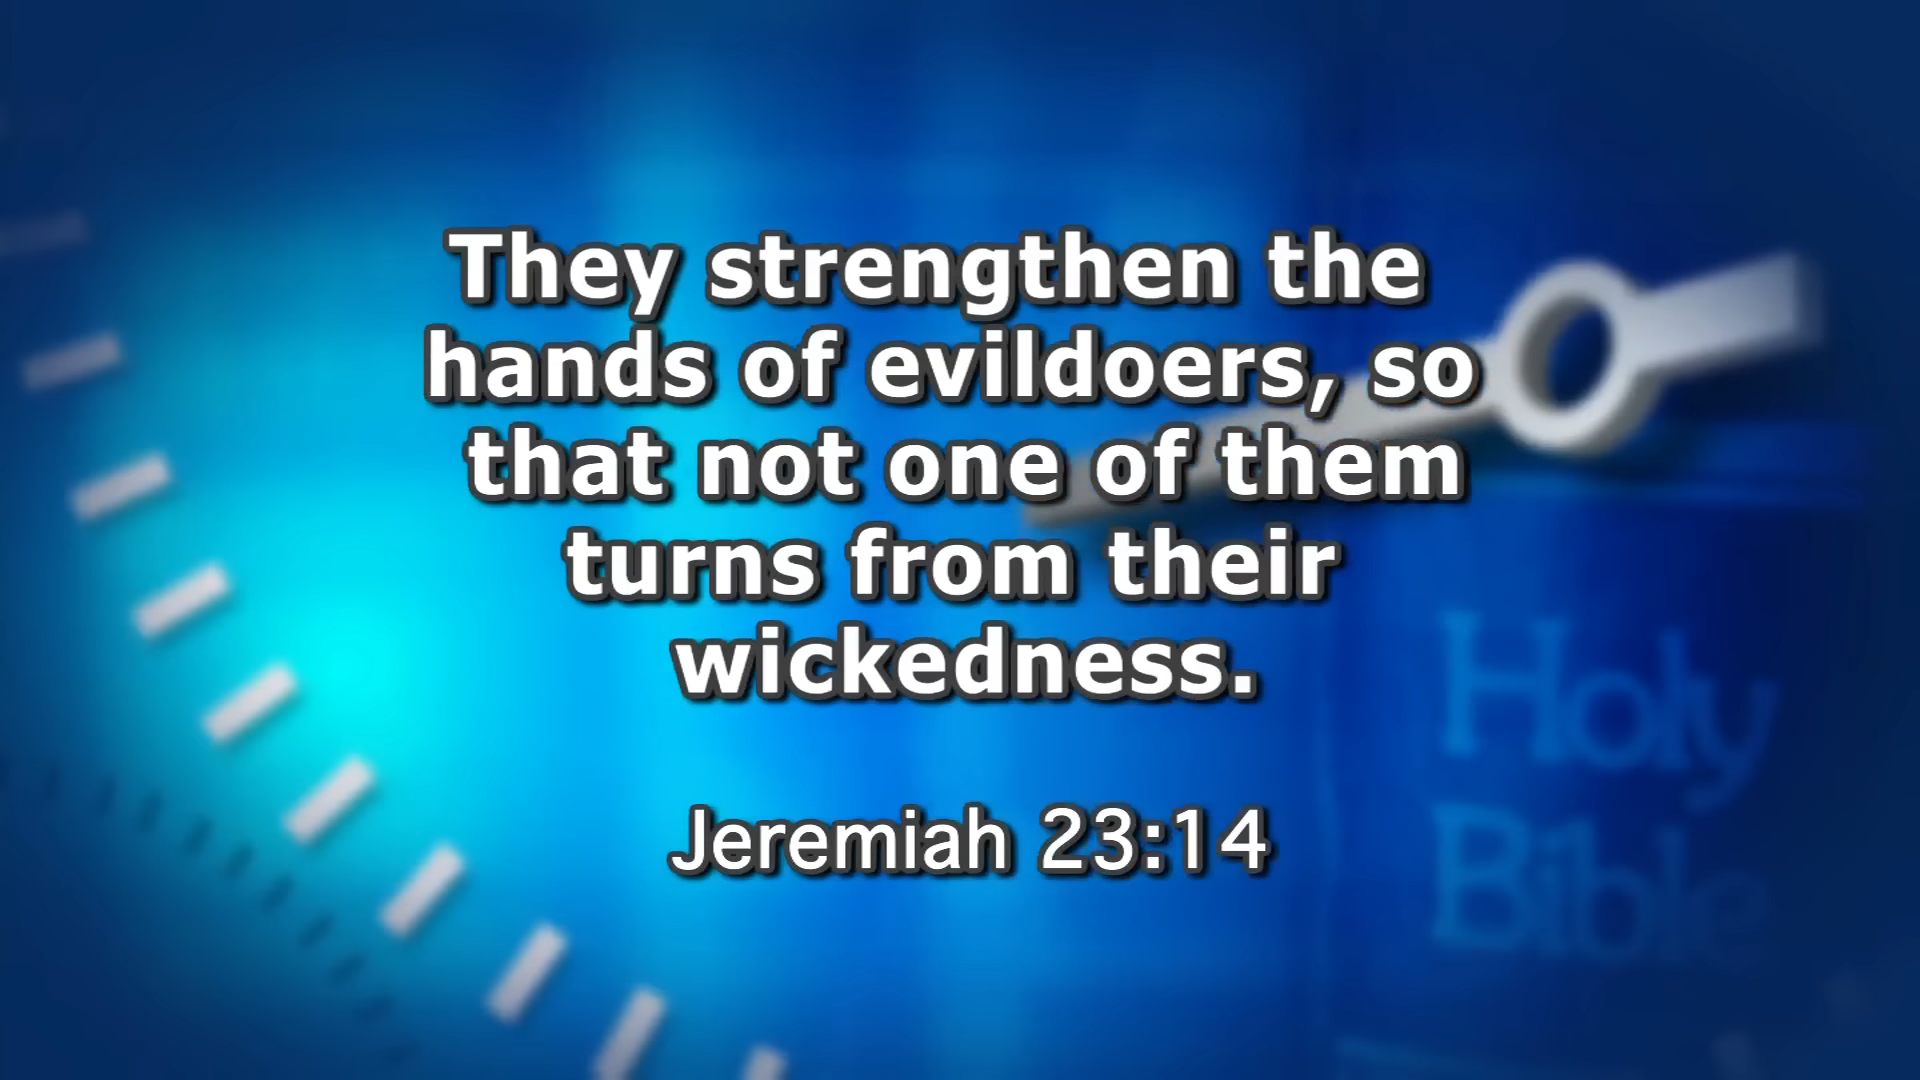 They strengthen the
hands of evildoers, so
that not one of them
turns from their
wickedness.
Jeremiah 23:14
Holy
Bible